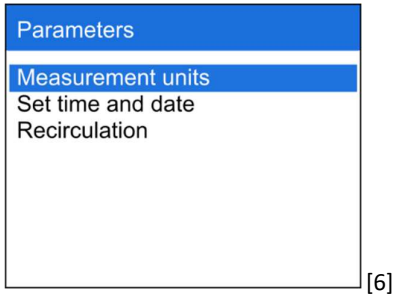 Parameters
Measurement units
Set time and date
Recirculation
[6]